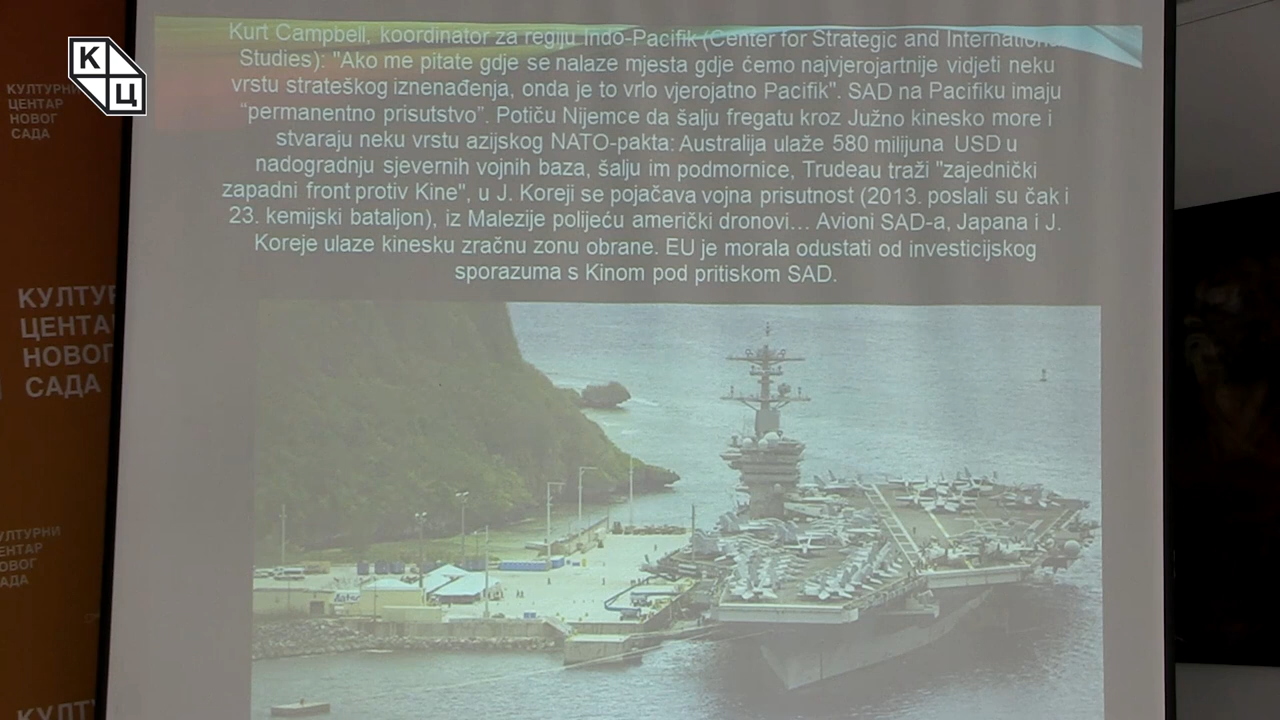 Kurt Campbell, koordinator za regiju Indo-Pacifik (Center for Strategic and Internation
Studies): "Ako me pitate gdje se nalaze mjesta gdje ćemo najvjerojartnije vidjeti neku
vrstu strateškog iznenađenja, onda je to vrlo vjerojatno Pacifik". SAD na Pacifiku imaju
“permanentno prisutstvo”. Potiču Nijemce da šalju fregatu kroz Južno kinesko more i
stvaraju neku vrstu azijskog NATO-pakta: Australija ulaže 580 milijuna USD u
nadogradnju sjevernih vojnih baza, šalju im podmornice, Trudeau traži "zajednički
zapadni front protiv Kine", u J. Koreji se pojačava vojna prisutnost (2013. poslali su čak i
23. kemijski bataljon), iz Malezije polijeću američki dronovi... Avioni SAD-a, Japana i J.
Koreje ulaze kinesku zračnu zonu obrane. EU je morala odustati od investicijskog
sporazuma s Kinom pod pritiskom SAD.
К
Ц
КУЛТУРНИ
ЦЕНТАР
НОВОГ
САДА
КУЛТУР
ЦЕНТА
НОВОГ
САДА
КУЛТУРНИ
ЦЕНТАР
НОВОГ
САДА
КУЛТ